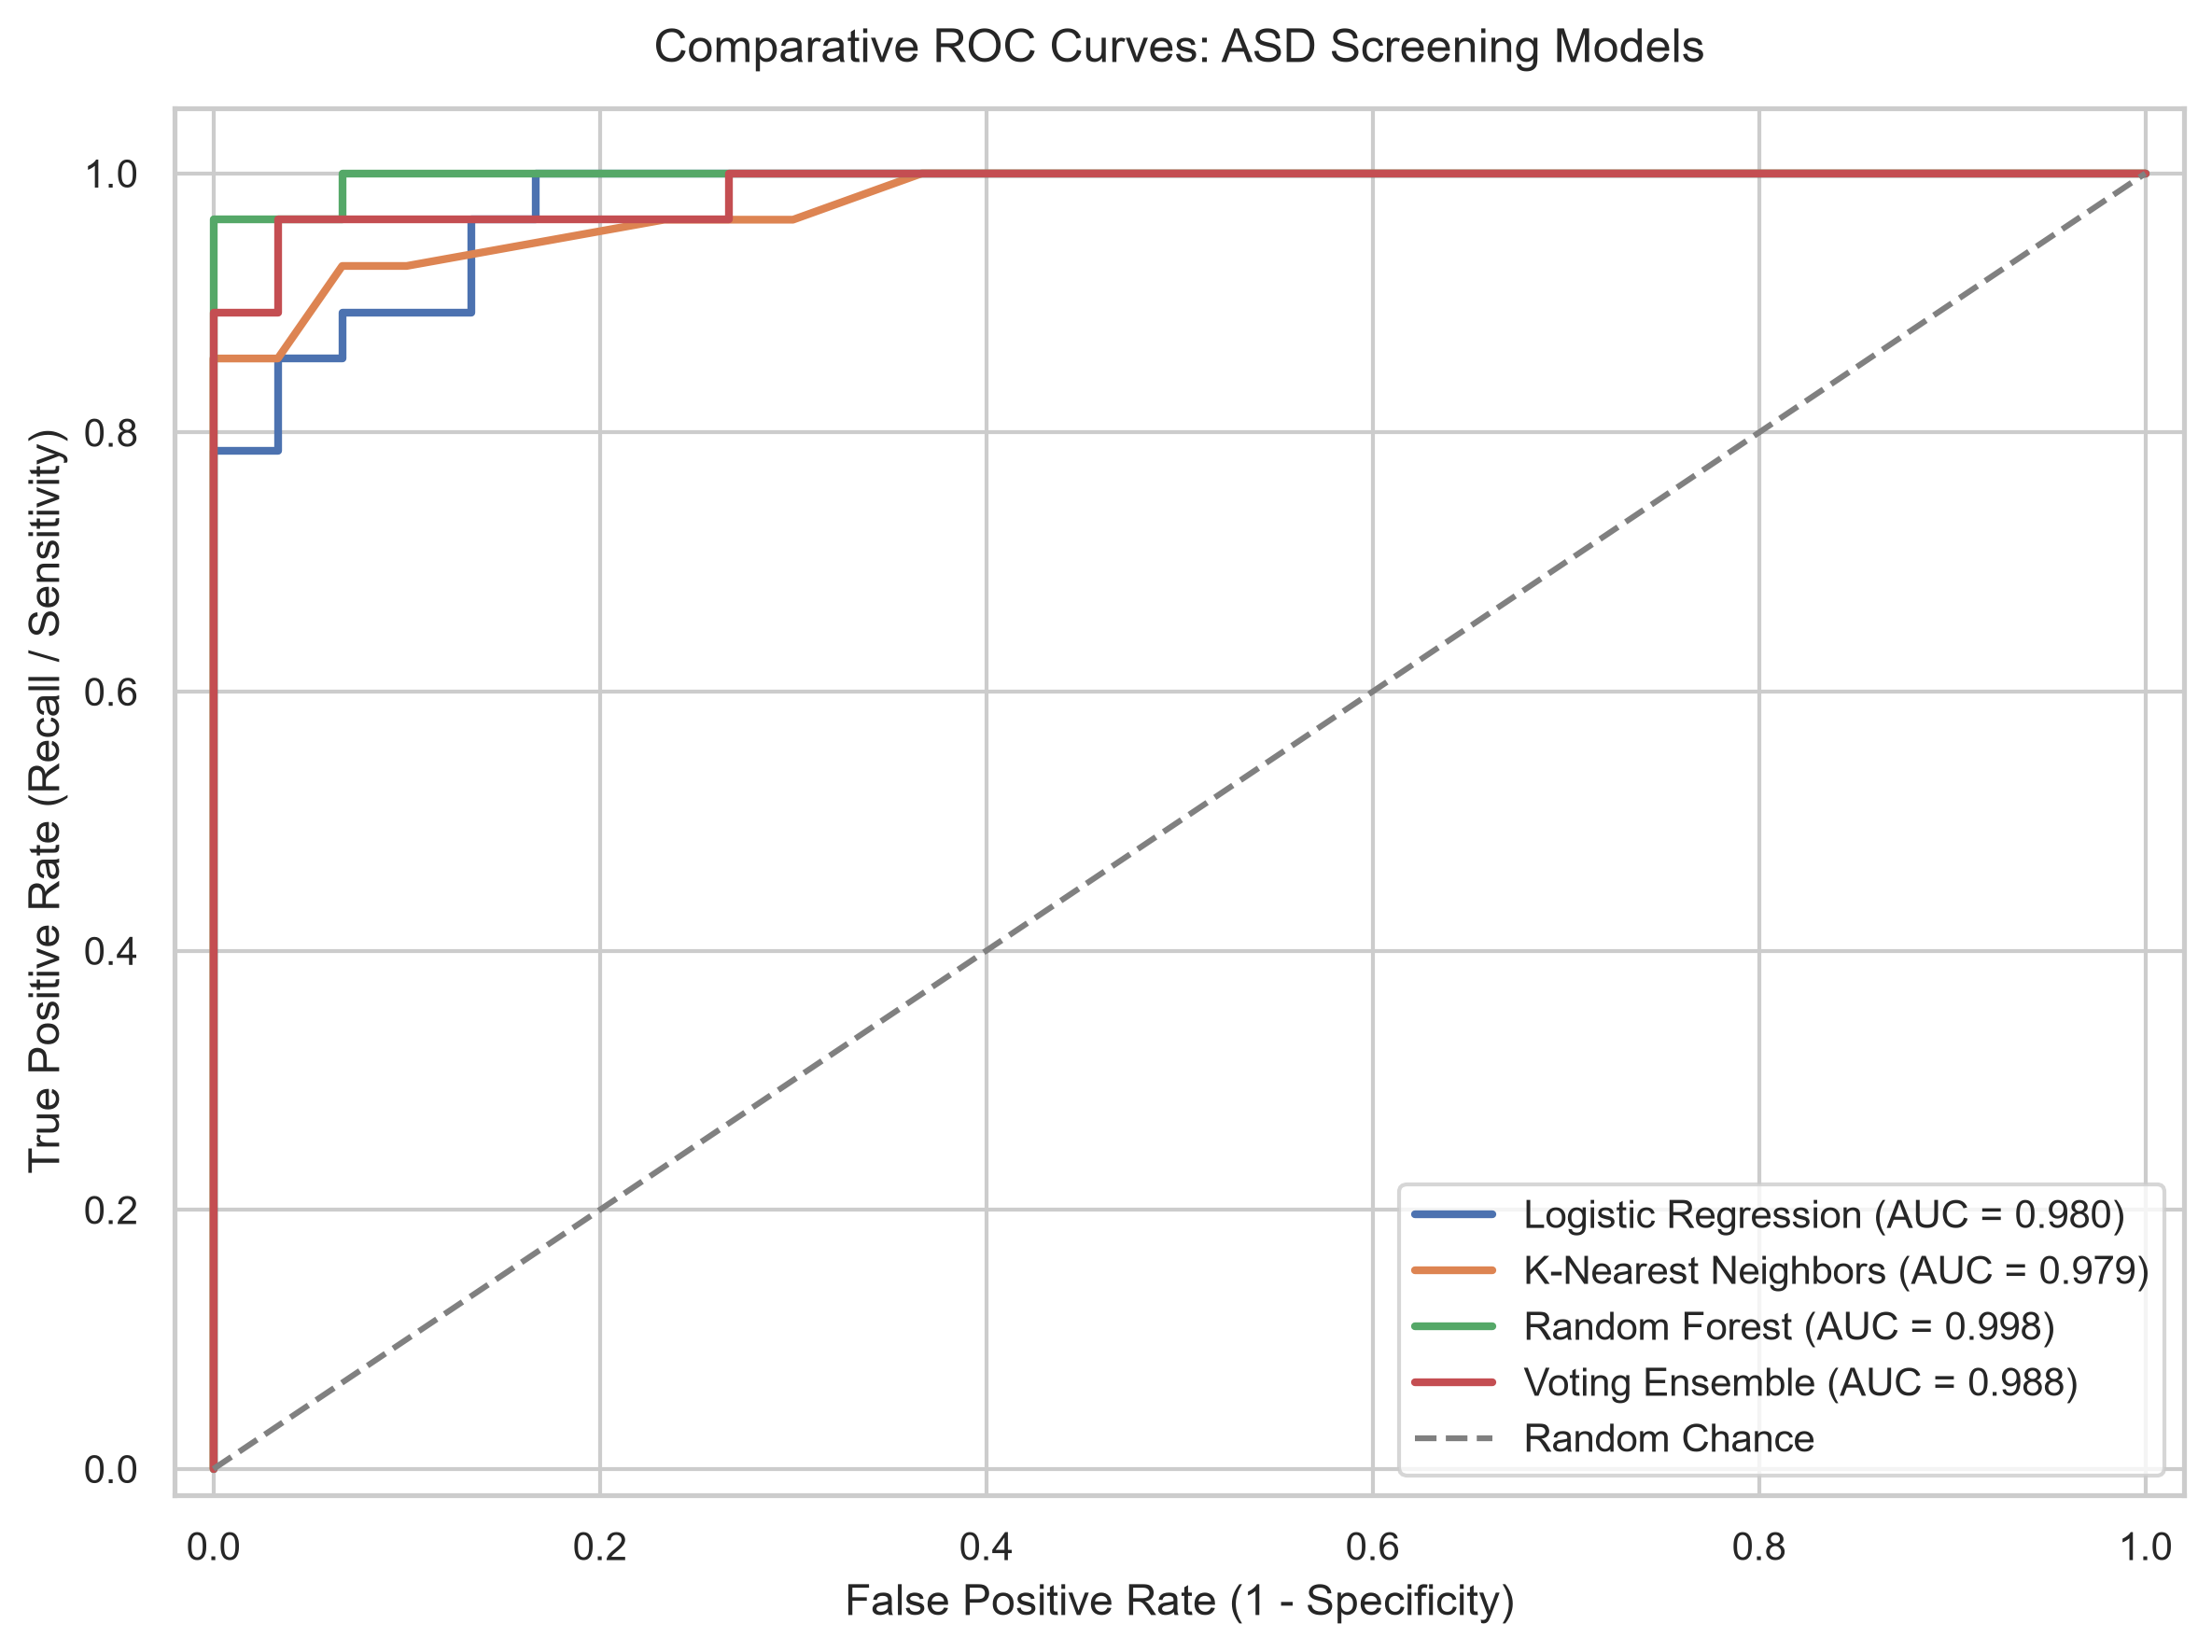 Comparative ROC Curves: ASD Screening Models
True Positive Rate (Recall / Sensitivity)
1.0
0.8
0.6
0.4
0.2
0.0
Logistic Regression (AUC = 0.980)
K-Nearest Neighbors (AUC = 0.979)
Random Forest (AUC = 0.998)
Voting Ensemble (AUC = 0.988)
Random Chance
0.0 0.2 0.4 0.6 0.8 1.0
False Positive Rate (1 - Specificity)